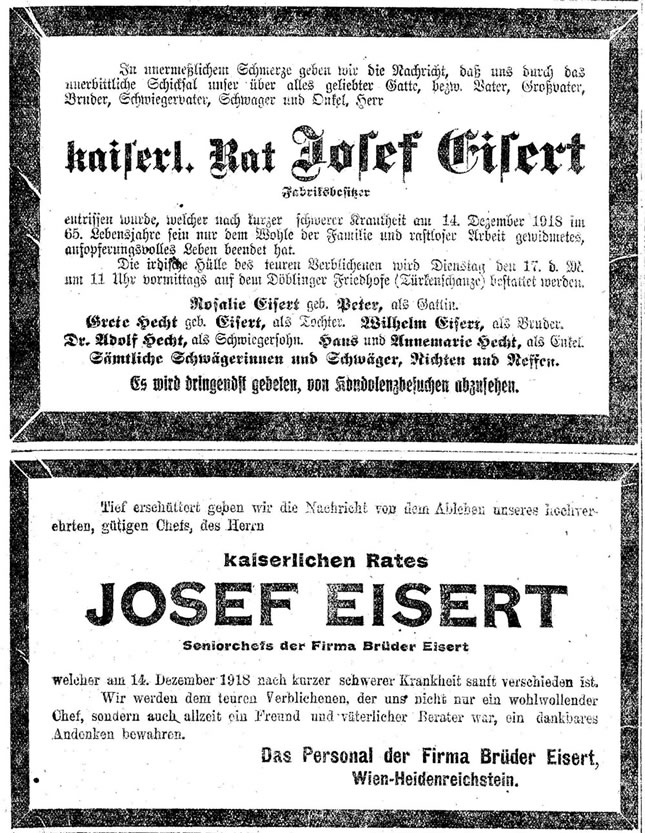 In unermeßlichem Schmerze geben wir die Nachricht, daß uns durch das
unerbittliche Schicksal unser über alles geliebter Gatte, bezw. Vater, Großvater,
Bruder, Schwiegervater, Schwager und Onkel, Herr
kaiserl. Rat Josef Eisert
Fabriksbesitzer
entrissen wurde, welcher nach kurzer schwerer Krankheit am 14. Dezember 1918 im
65. Lebensjahre sein nur dem Wohle der Familie und rastloser Arbeit gewidmetes,
aufopferungsvolles Leben beendet hat.
Die irdische Hülle des teuren Verblichenen wird Dienstag den 17. d. M.
um 11 Uhr vormittags auf dem Döblinger Friedhofe (Türkenschanze) bestattet werden.
Rosalie Eisert geb. Peter, als Gattin.
Grete Hecht geb. Eisert, als Tochter. Wilhelm Eisert, als Bruder.
Dr. Adolf Hecht, als Schwiegersohn. Hans und Annemarie Hecht, als Enkel.
Sämtliche Schwägerinnen und Schwäger, Nichten und Neffen.
Es wird dringendst gebeten, von Kondolenzbesuchen abzusehen.
Tief erschüttert geben wir die Nachricht von dem Ableben unseres hochver-
ehrten, gütigen Chefs, des Herrn
kaiserlichen Rates
JOSEF EISERT
Seniorchefs der Firma Brüder Eisert
welcher am 14. Dezember 1918 nach kurzer schwerer Krankheit sanft verschieden ist.
Wir werden dem teuren Verblichenen, der uns nicht nur ein wohlwollender
Chef, sondern auch allzeit ein Freund und väterlicher Berater war, ein dankbares
Andenken bewahren.
Das Personal der Firma Brüder Eisert,
Wien-Heidenreichstein.